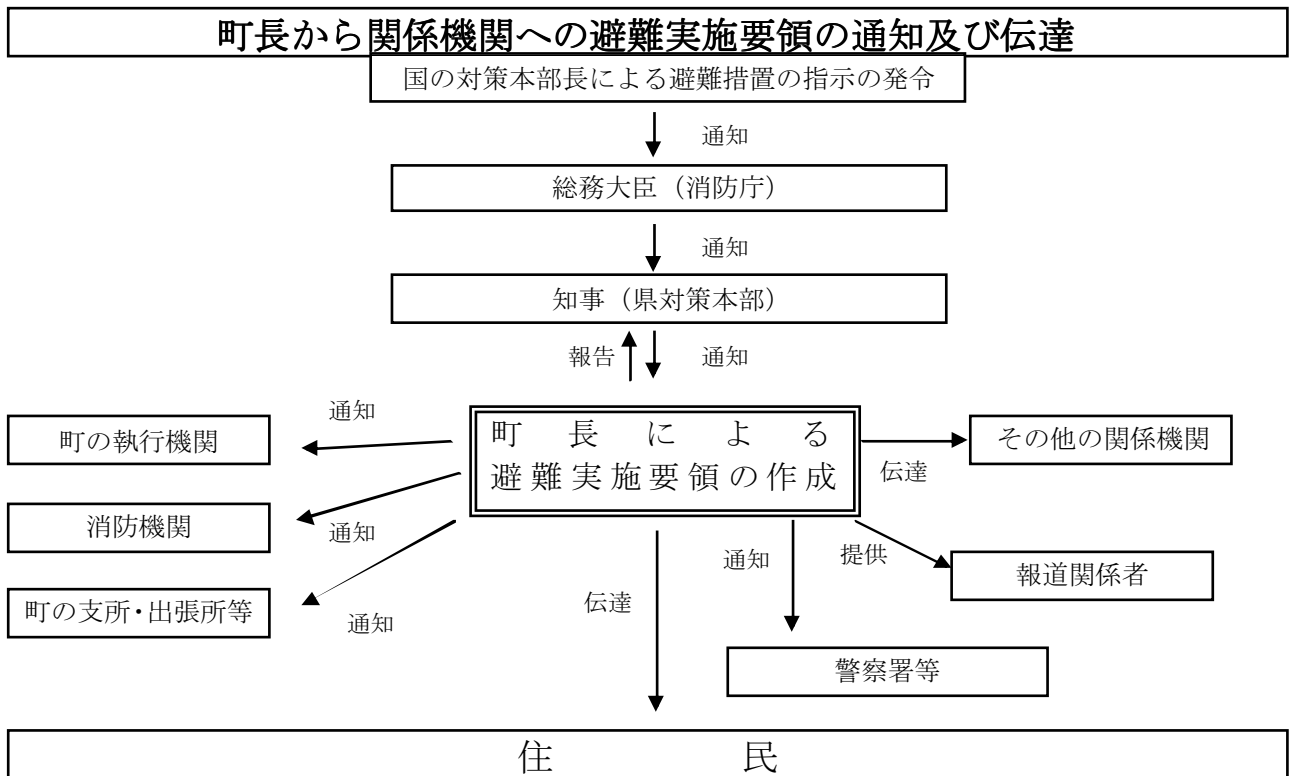 町長から関係機関への避難実施要領の通知及び伝達
国の対策本部長による避難措置の指示の発令
通知
総務大臣（消防庁）
通知
知事（県対策本部）
報告
通知
町長による
避難実施要領の作成
通知
町の執行機関
通知
消防機関
通知
町の支所・出張所等
伝達
その他の関係機関
提供
報道関係者
通知
警察署等
伝達
住民